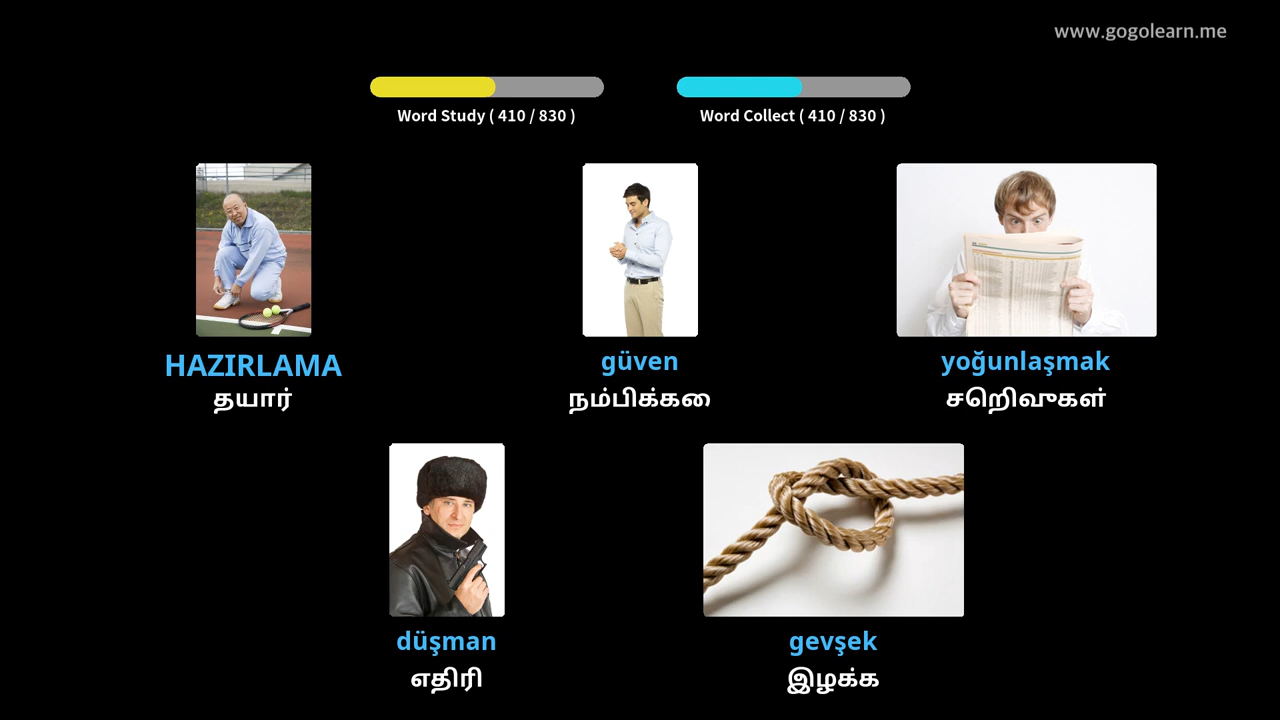 www.gogolearn.me
Word Study ( 410 / 830 )
Word Collect ( 410 / 830 )
HAZIRLAMA
தயார்
güven
நம்பிக்கை
yoğunlaşmak
செறிவுகள்
düşman
எதிரி
gevşek
இழக்க